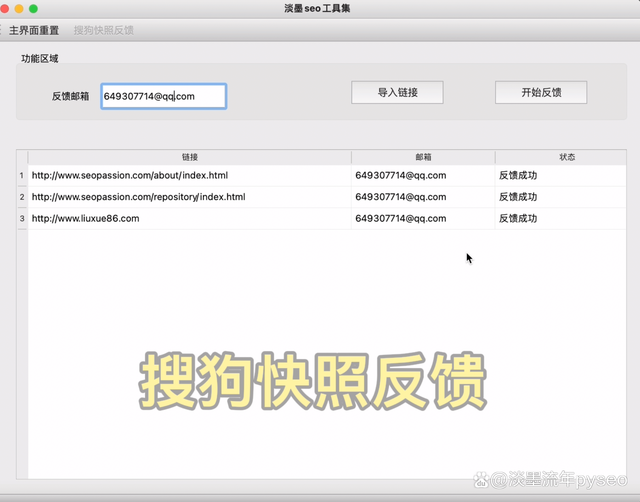 淡墨seo工具集
主界面重置 搜狗快照反馈
功能区域
反馈邮箱 649307714@qq.com 导入链接 开始反馈
链接 邮箱 状态
1 http://www.seopassion.com/about/index.html 649307714@qq.com 反馈成功
2 http://www.seopassion.com/repository/index.html 649307714@qq.com 反馈成功
3 http://www.liuxue86.com 649307714@qq.com 反馈成功
搜狗快照反馈
百家号/淡墨流年pyseo